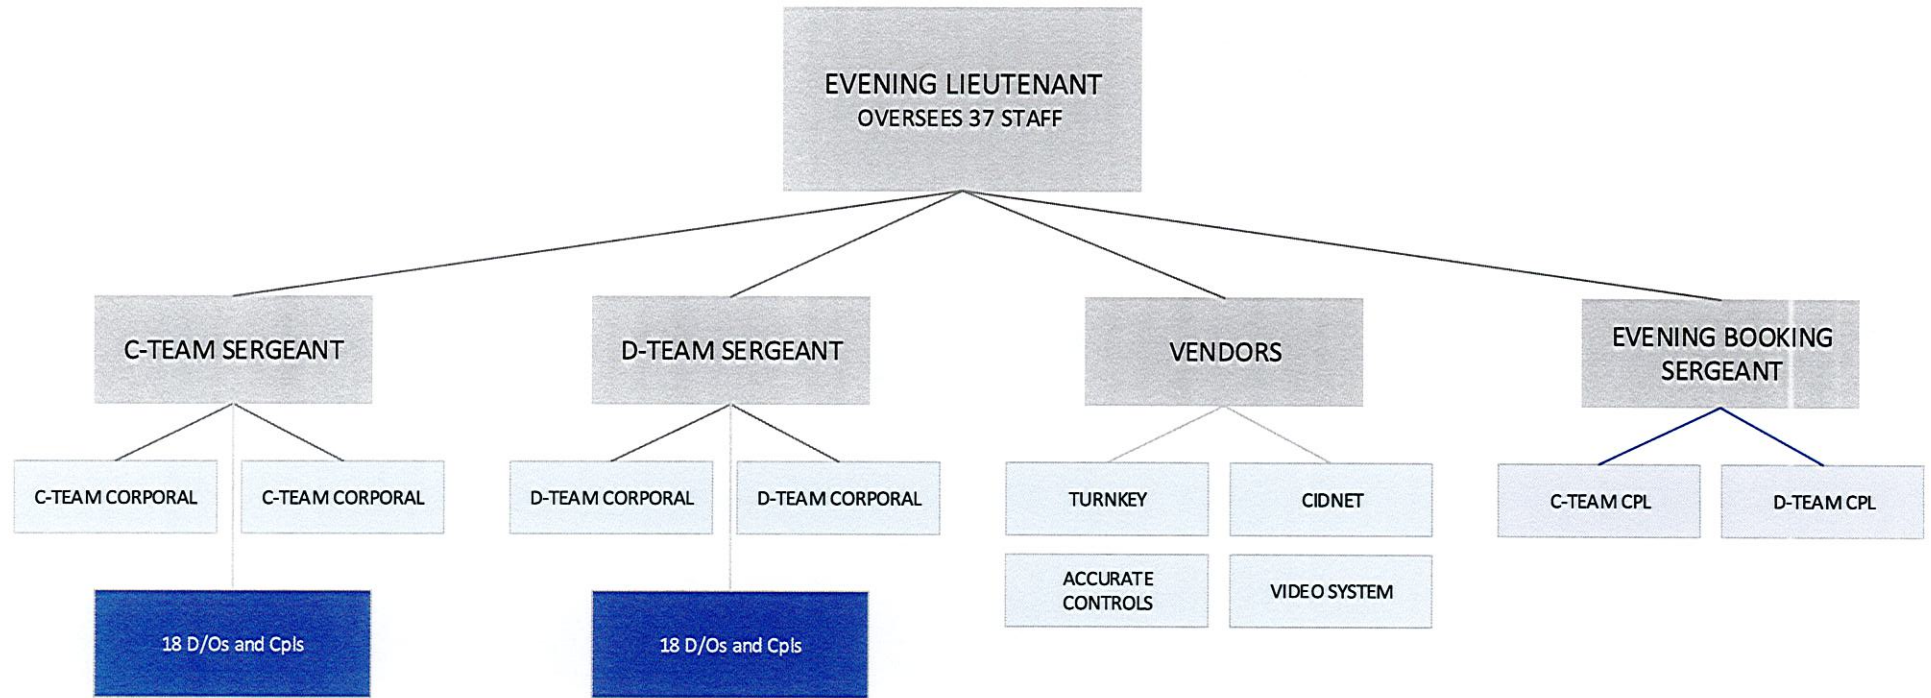 EVENING LIEUTENANT
OVERSEES 37 STAFF
C-TEAM SERGEANT
D-TEAM SERGEANT
VENDORS
EVENING BOOKING
SERGEANT
C-TEAM CORPORAL
C-TEAM CORPORAL
D-TEAM CORPORAL
D-TEAM CORPORAL
TURNKEY
CIDNET
C-TEAM CPL
D-TEAM CPL
ACCURATE
CONTROLS
VIDEO SYSTEM
18 D/Os and Cpls
18 D/Os and Cpls